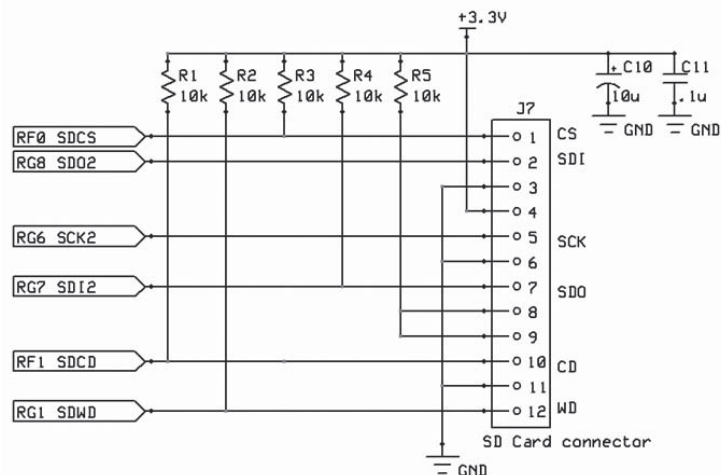 +3.3V
R1 R2 R3 R4 R5 + C10 C11
10k 10k 10k 10k 10k 10u .1u
GND GND
J7
RF0 SDCS 1 CS
RG8 SDO2 2 SDI
3
4
RG6 SCK2 5 SCK
6
RG7 SDI2 7 SDO
8
9
RF1 SDCD 10 CD
11
RG1 SDWD 12 WD
SD Card connector
GND